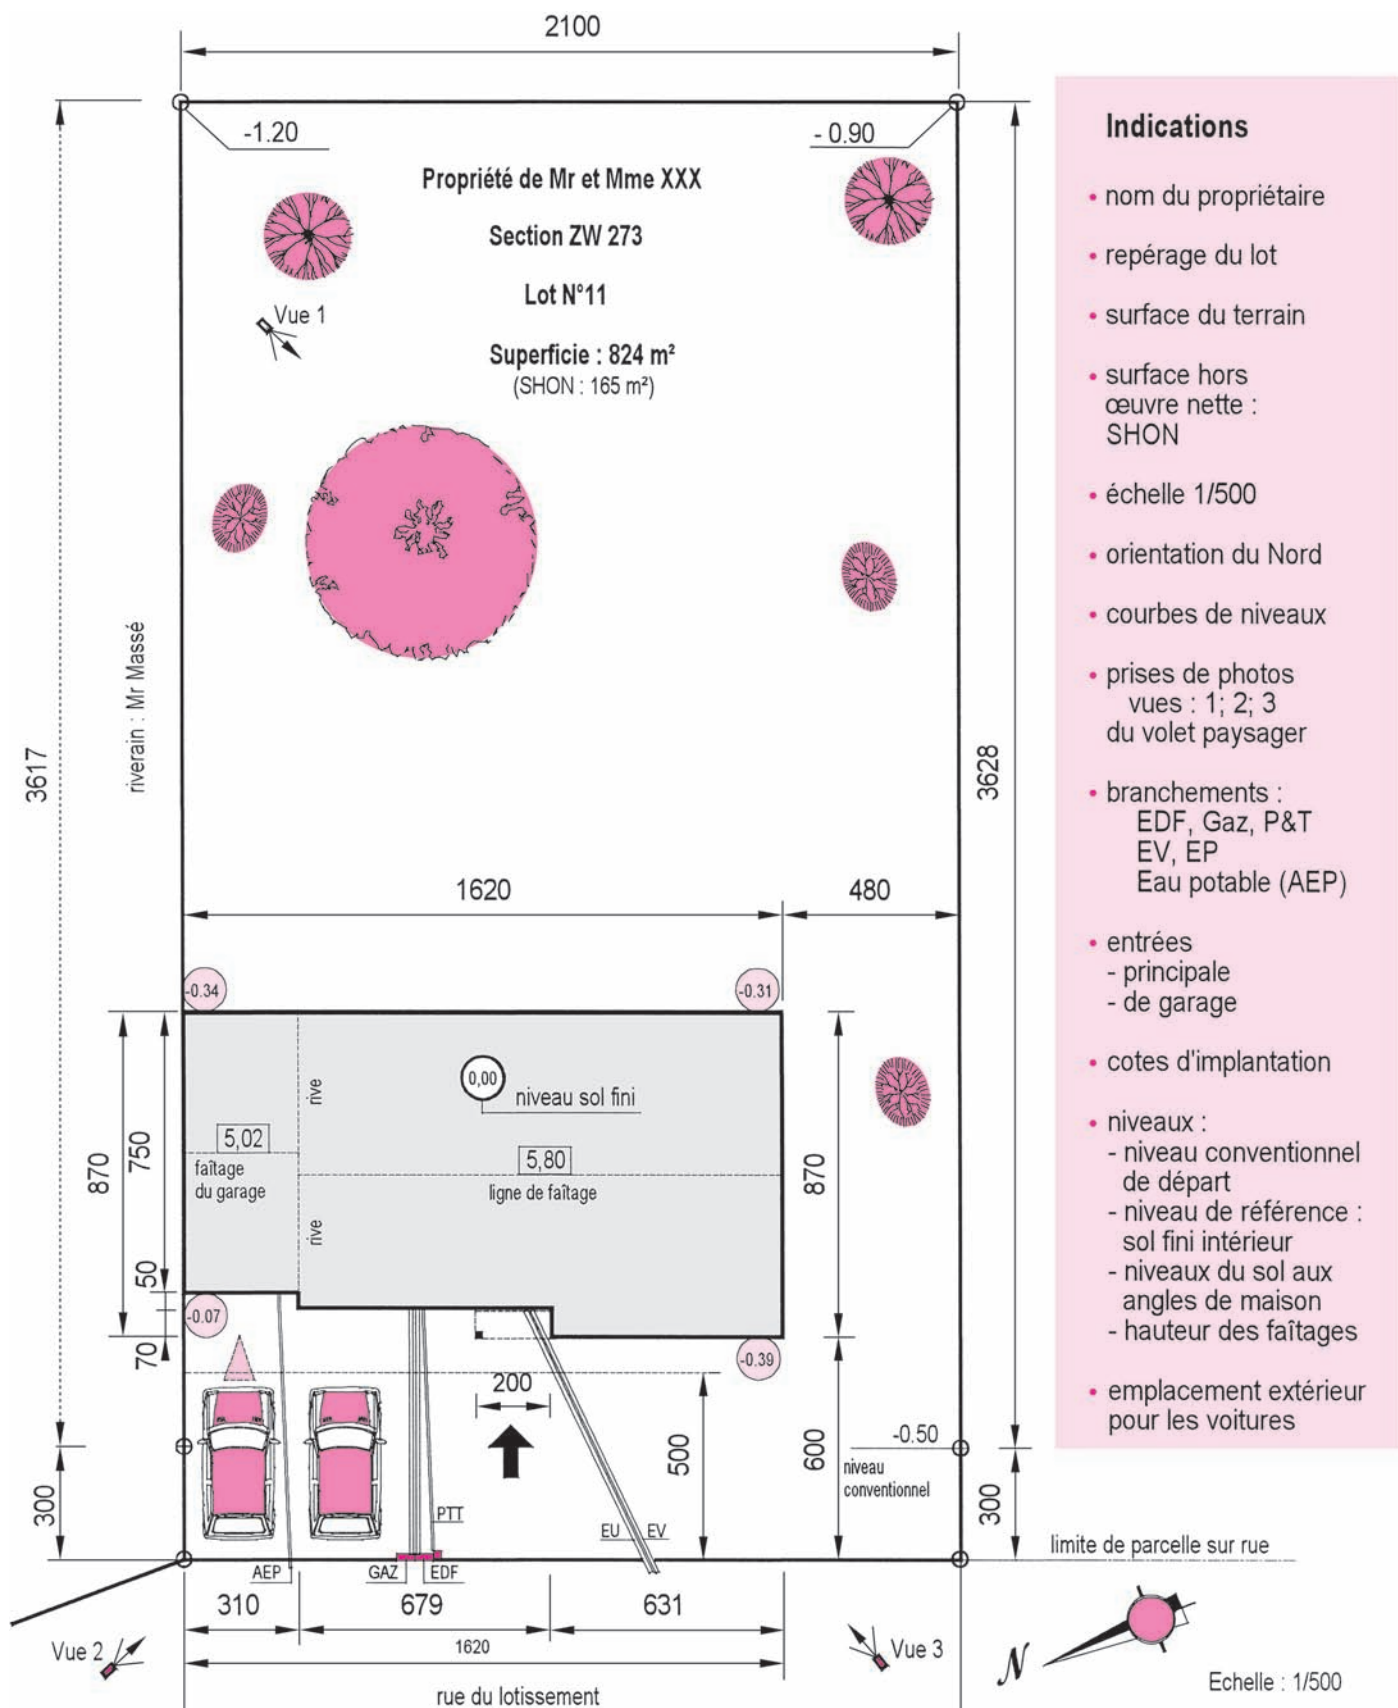 2100
-1.20
- 0.90
Propriété de Mr et Mme XXX
Section ZW 273
Lot N°11
Superficie : 824 m²
(SHON : 165 m²)
Vue 1
riverain : Mr Massé
3617
3628
1620
480
-0.34
-0.31
0,00
niveau sol fini
rive
5,02
faîtage
du garage
5,80
ligne de faîtage
rive
870
750
50
70
870
-0.07
-0.39
200
500
600
-0.50
niveau
conventionnel
300
300
PTT
EU
EV
AEP
GAZ
EDF
limite de parcelle sur rue
310
679
631
1620
Vue 2
Vue 3
rue du lotissement
N
Echelle : 1/500
Indications
• nom du propriétaire
• repérage du lot
• surface du terrain
• surface hors
œuvre nette :
SHON
• échelle 1/500
• orientation du Nord
• courbes de niveaux
• prises de photos
vues : 1; 2; 3
du volet paysager
• branchements :
EDF, Gaz, P&T
EV, EP
Eau potable (AEP)
• entrées
- principale
- de garage
• cotes d'implantation
• niveaux :
- niveau conventionnel
de départ
- niveau de référence :
sol fini intérieur
- niveaux du sol aux
angles de maison
- hauteur des faîtages
• emplacement extérieur
pour les voitures